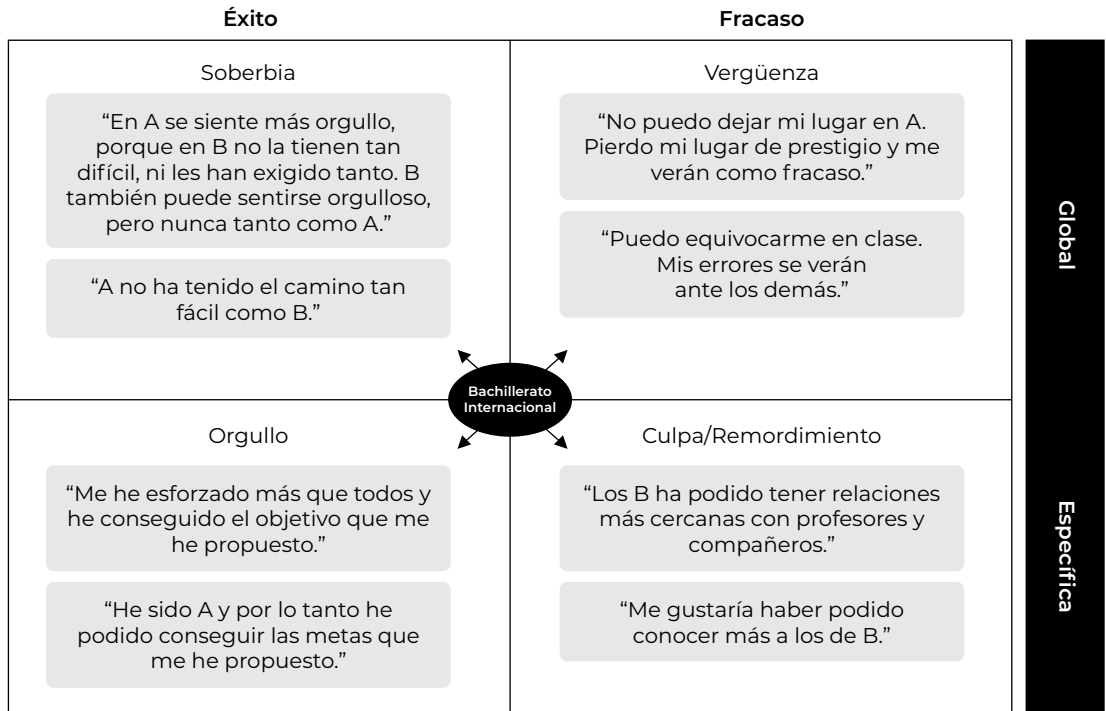 Éxito
Fracaso
Soberbia
“En A se siente más orgullo,
porque en B no la tienen tan
difícil, ni les han exigido tanto. B
también puede sentirse orgulloso,
pero nunca tanto como A.”
“A no ha tenido el camino tan
fácil como B.”
Vergüenza
“No puedo dejar mi lugar en A.
Pierdo mi lugar de prestigio y me
verán como fracaso.”
“Puedo equivocarme en clase.
Mis errores se verán
ante los demás.”
Global
Bachillerato
Internacional
Orgullo
“Me he esforzado más que todos y
he conseguido el objetivo que me
he propuesto.”
“He sido A y por lo tanto he
podido conseguir las metas que
me he propuesto.”
Culpa/Remordimiento
“Los B ha podido tener relaciones
más cercanas con profesores y
compañeros.”
“Me gustaría haber podido
conocer más a los de B.”
Específica